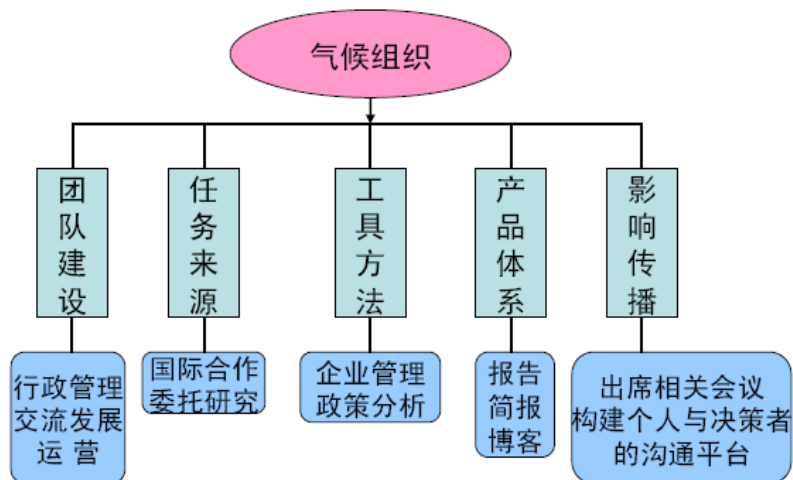 气候组织
团队建设
任务来源
工具方法
产品体系
影响传播
行政管理
交流发展
运 营
国际合作
委托研究
企业管理
政策分析
报告
简报
博客
出席相关会议
构建个人与决策者
的沟通平台